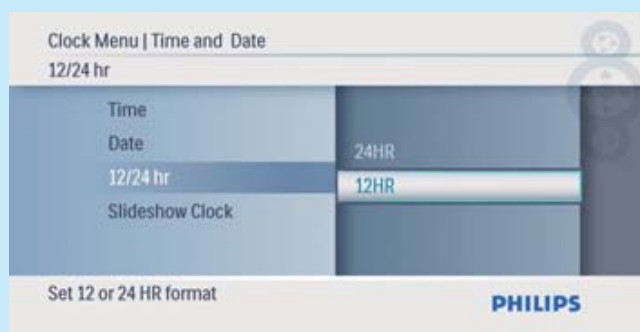 Clock Menu | Time and Date
12/24 hr
Time
Date
12/24 hr
Slideshow Clock
24HR
12HR
Set 12 or 24 HR format
PHILIPS